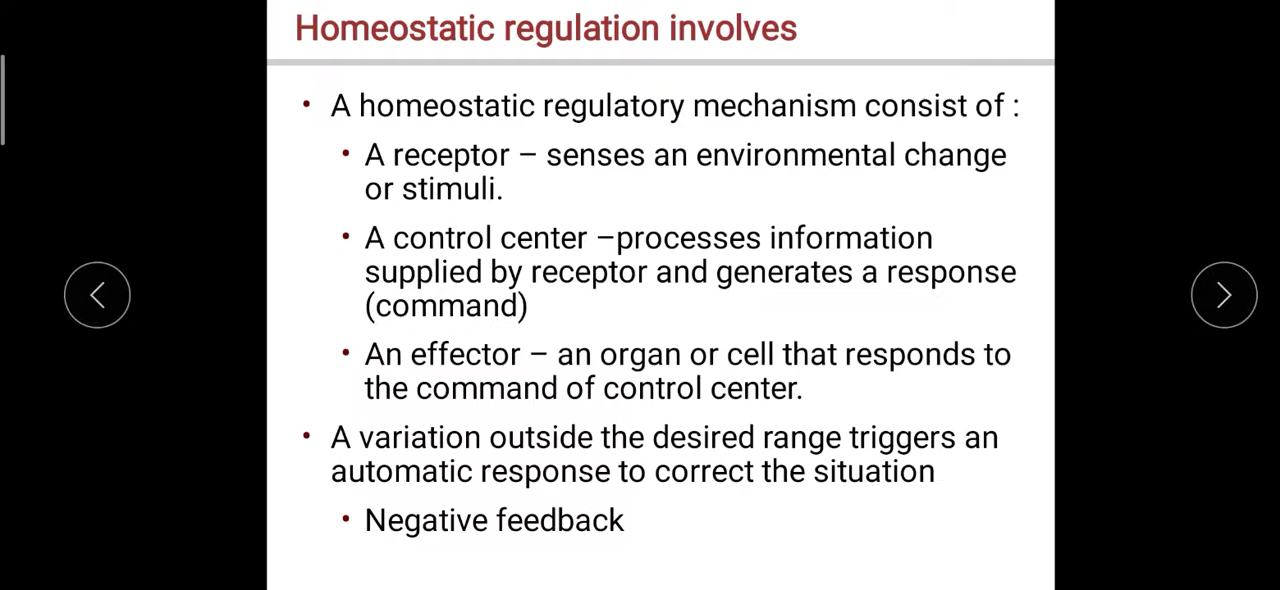 Homeostatic regulation involves
• A homeostatic regulatory mechanism consist of :
• A receptor – senses an environmental change
or stimuli.
• A control center –processes information
supplied by receptor and generates a response
(command)
• An effector – an organ or cell that responds to
the command of control center.
• A variation outside the desired range triggers an
automatic response to correct the situation
• Negative feedback